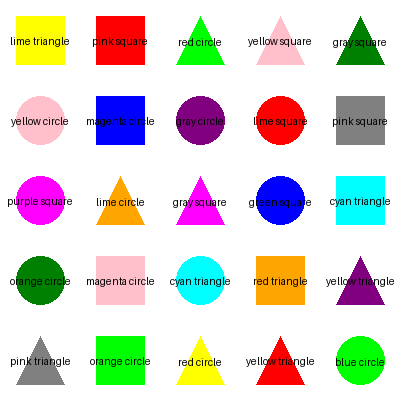 lime triangle pink square red circle yellow square gray square
yellow circle magenta circle gray circle lime square pink square
purple square lime circle gray square green square cyan triangle
orange circle magenta circle cyan triangle red triangle yellow triangle
pink triangle orange circle red circle yellow triangle blue circle